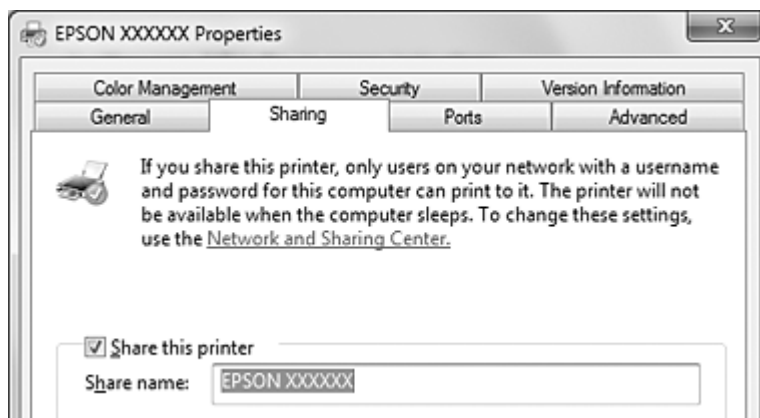 EPSON XXXXXX Properties
Color Management Security Version Information
General Sharing Ports Advanced
If you share this printer, only users on your network with a username
and password for this computer can print to it. The printer will not
be available when the computer sleeps. To change these settings,
use the Network and Sharing Center.
Share this printer
Share name: EPSON XXXXXX